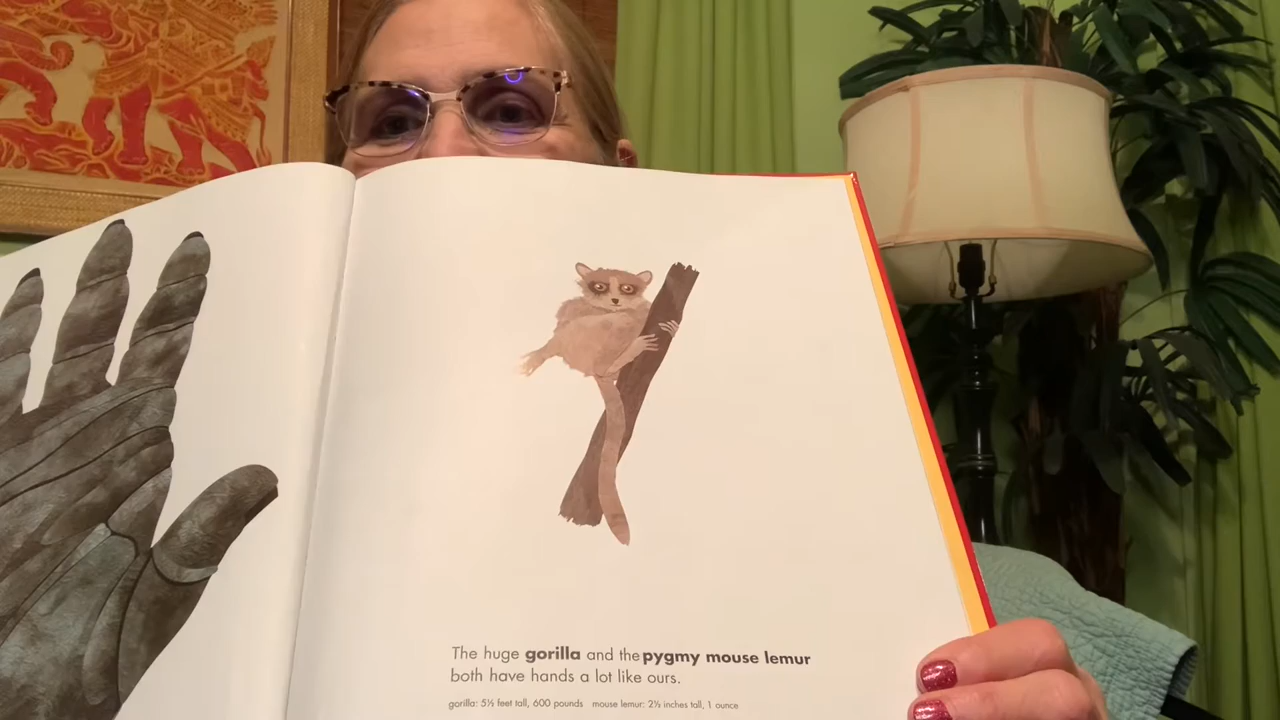 The huge gorilla and the pygmy mouse lemur
both have hands a lot like ours.
gorilla: 5½ feet tall, 600 pounds mouse lemur: 2½ inches tall, 1 ounce